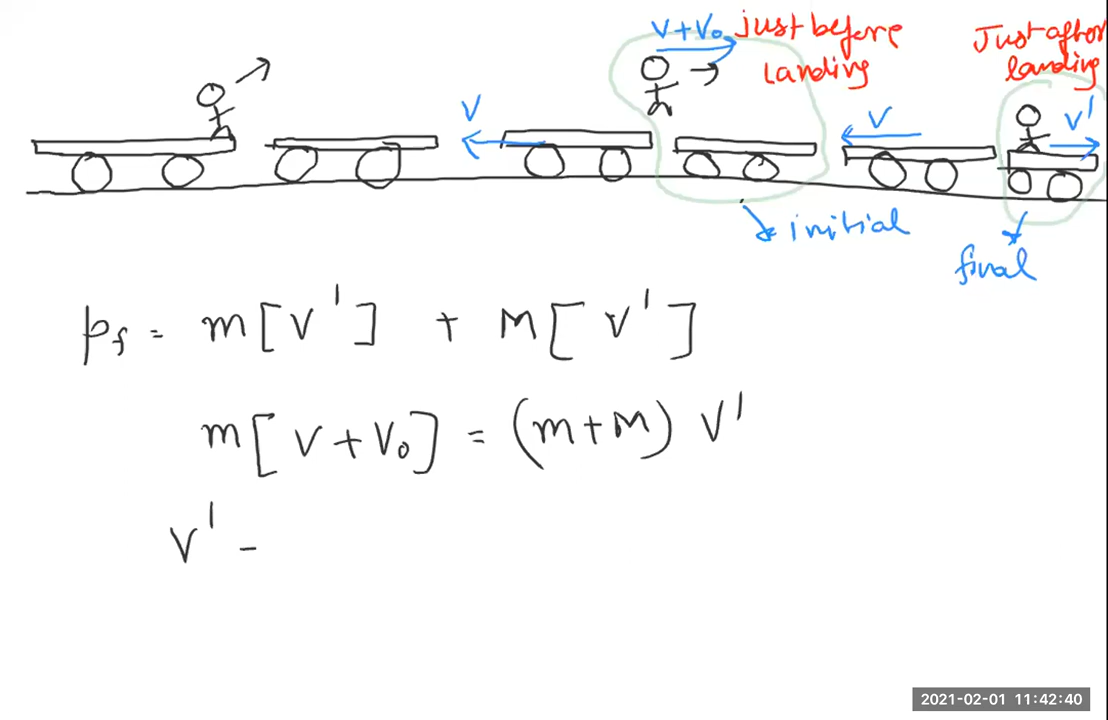 V+V₀ just before
landing
Just after
landing
V
V
V'
initial
final
p_f = m[V'] + M[V']
m[V+V₀] = (m+M) V'
V' -
2021-02-01 11:42:40